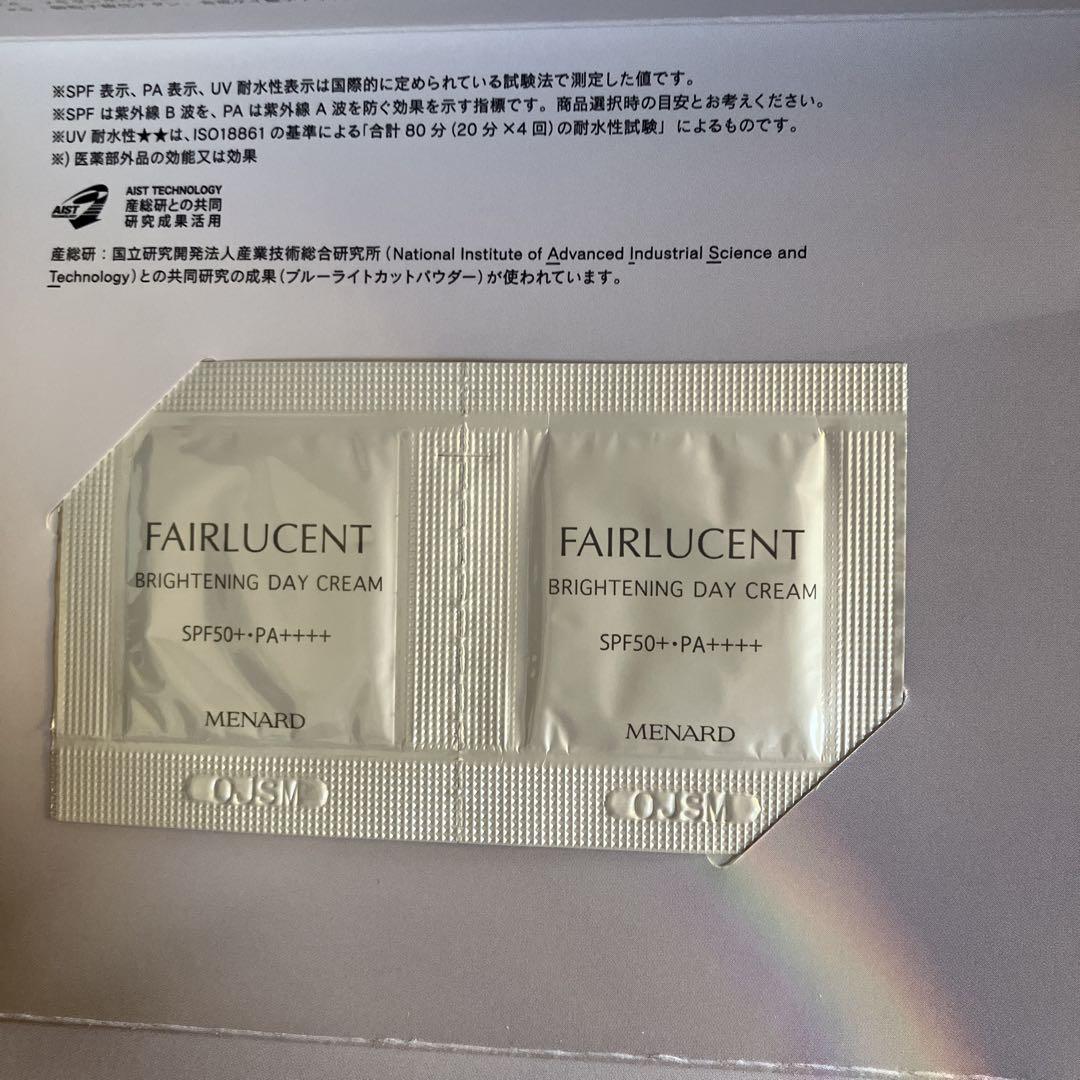 ※SPF 表示、PA 表示、UV 耐水性表示は国際的に定められている試験法で測定した値です。
※SPF は紫外線 B 波を、PA は紫外線 A 波を防ぐ効果を示す指標です。商品選択時の目安とお考えください。
※UV 耐水性★★は、ISO18861 の基準による「合計 80 分（20 分×4 回）の耐水性試験」によるものです。
※）医薬部外品の効能又は効果
AIST
AIST TECHNOLOGY
産総研との共同
研究成果活用
産総研：国立研究開発法人産業技術総合研究所（National Institute of Advanced Industrial Science and
Technology）との共同研究の成果（ブルーライトカットパウダー）が使われています。
FAIRLUCENT
BRIGHTENING DAY CREAM
SPF50+・PA++++
MENARD
OJSM
FAIRLUCENT
BRIGHTENING DAY CREAM
SPF50+・PA++++
MENARD
OJSM